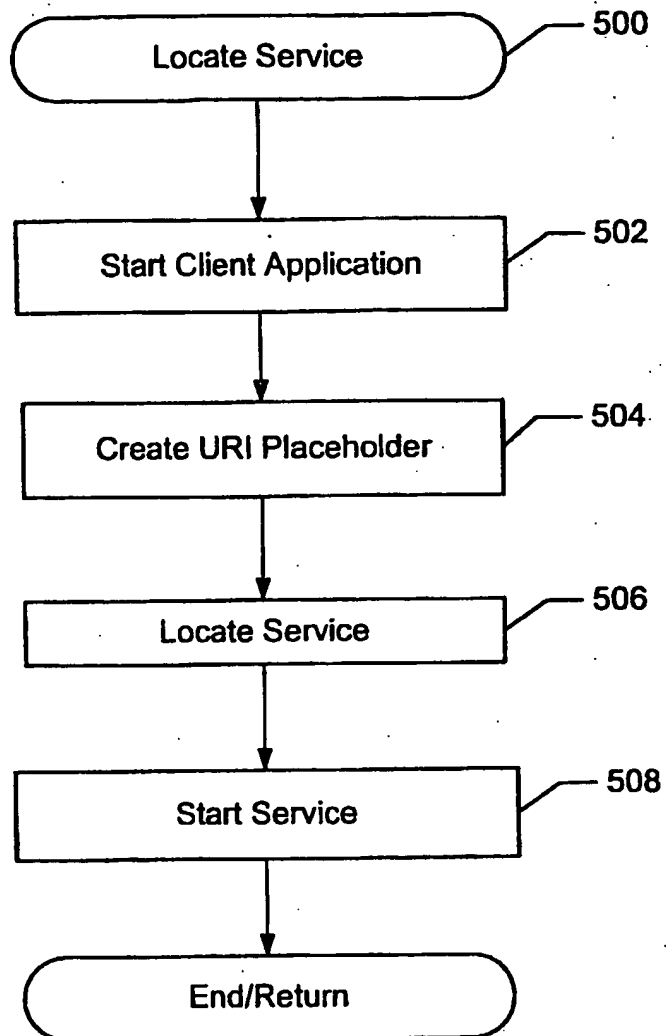 Locate Service
500
Start Client Application
502
Create URI Placeholder
504
Locate Service
506
Start Service
508
End/Return